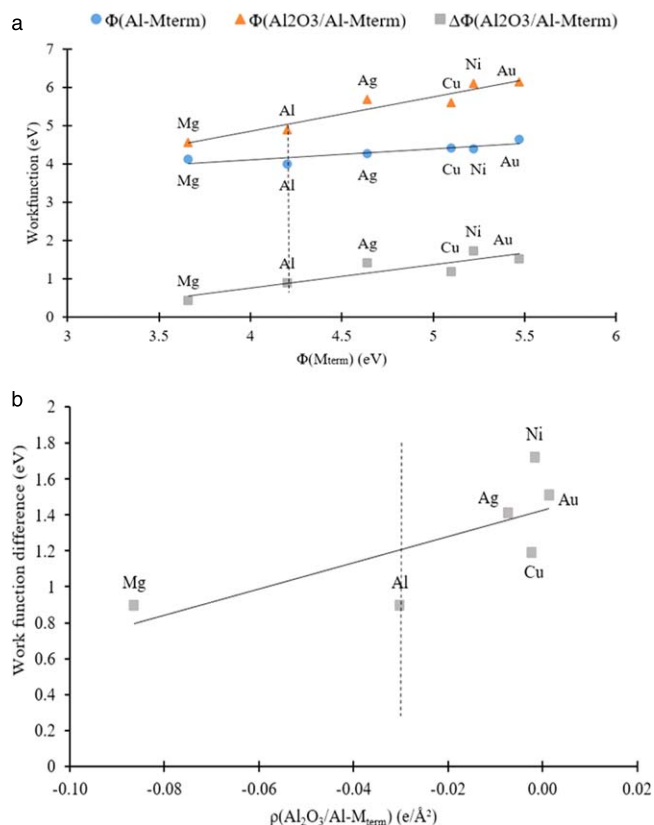 a
Φ(Al-Mterm) Φ(Al2O3/Al-Mterm) ΔΦ(Al2O3/Al-Mterm)
Workfunction (eV)
8
7
6
5
4
3
2
1
0
Mg Al Ag Cu Ni Au
Mg Al Ag Cu Ni Au
Mg Al Ag Cu Ni Au
3 3.5 4 4.5 5 5.5 6
Φ(Mterm) (eV)
b
Work function difference (eV)
2
1.8
1.6
1.4
1.2
1
0.8
0.6
0.4
0.2
0
Mg Al Ag Ni Au Cu
-0.10 -0.08 -0.06 -0.04 -0.02 0.00 0.02
ρ(Al₂O₃/Al-Mterm) (e/Å²)